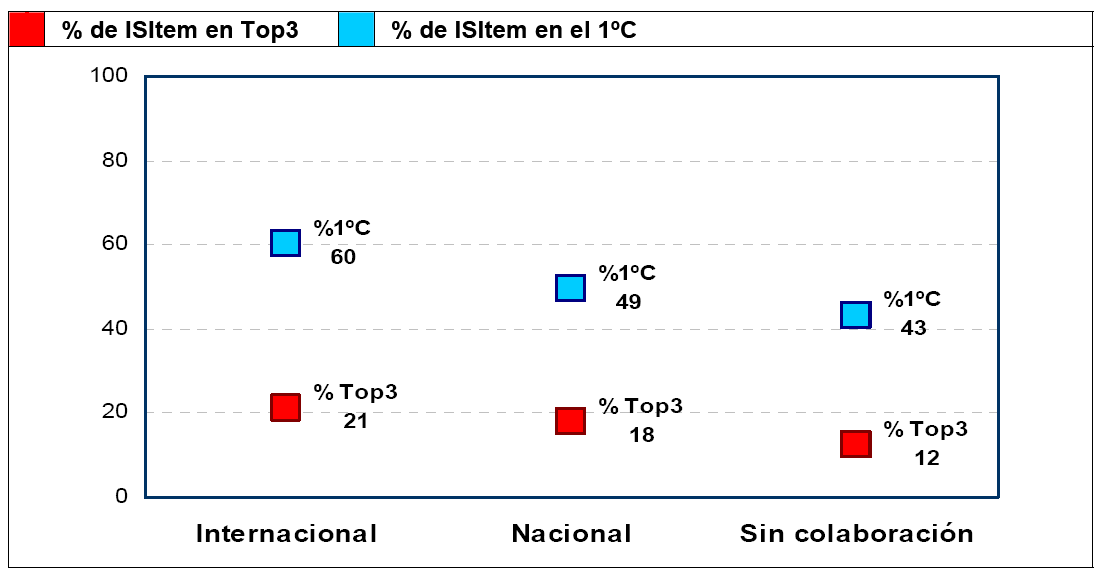 % de ISItem en Top3 % de ISItem en el 1ºC
100
80
60
40
20
0
%1ºC
60
%1ºC
49
%1ºC
43
% Top3
21
% Top3
18
% Top3
12
Internacional Nacional Sin colaboración